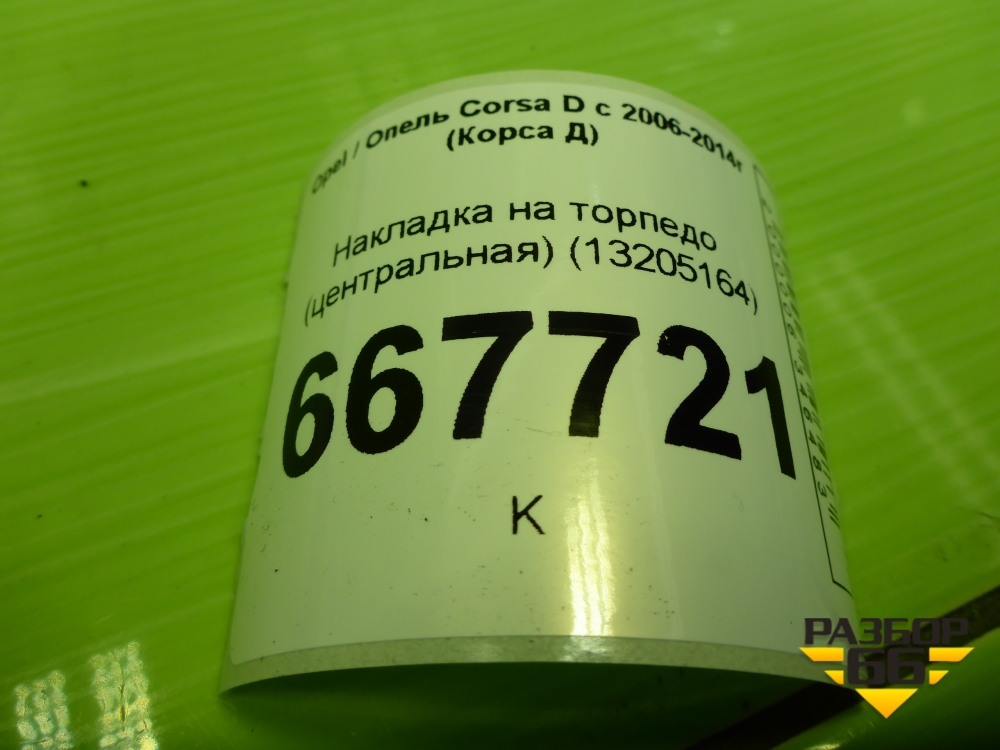 Opel / Опель Corsa D с 2006-2014г
(Корса Д)
Накладка на торпедо
(центральная) (13205164)
667721
К
РАЗБОР
66